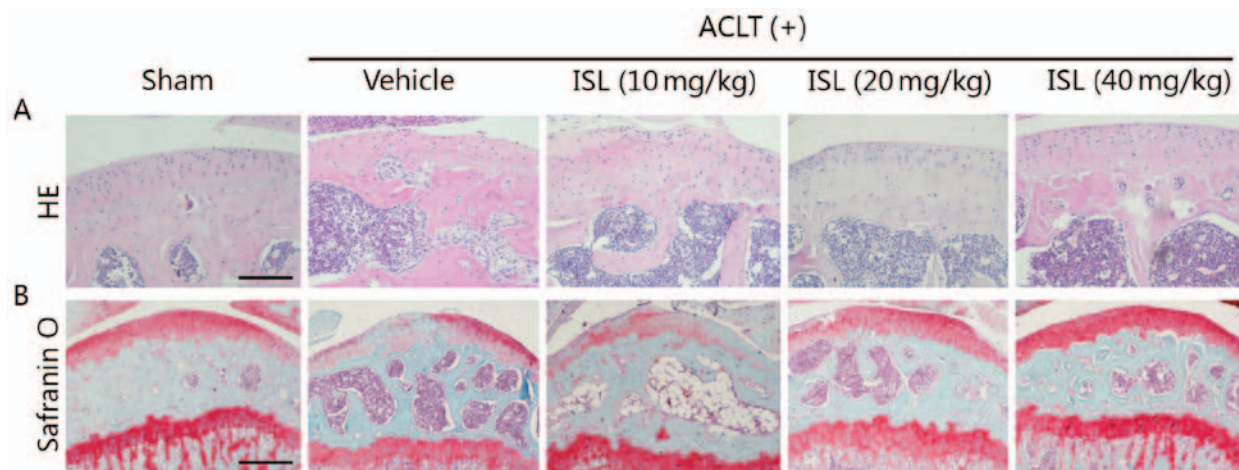 ACLT (+)
Sham Vehicle ISL (10 mg/kg) ISL (20 mg/kg) ISL (40 mg/kg)
A
HE
B
Safranin O